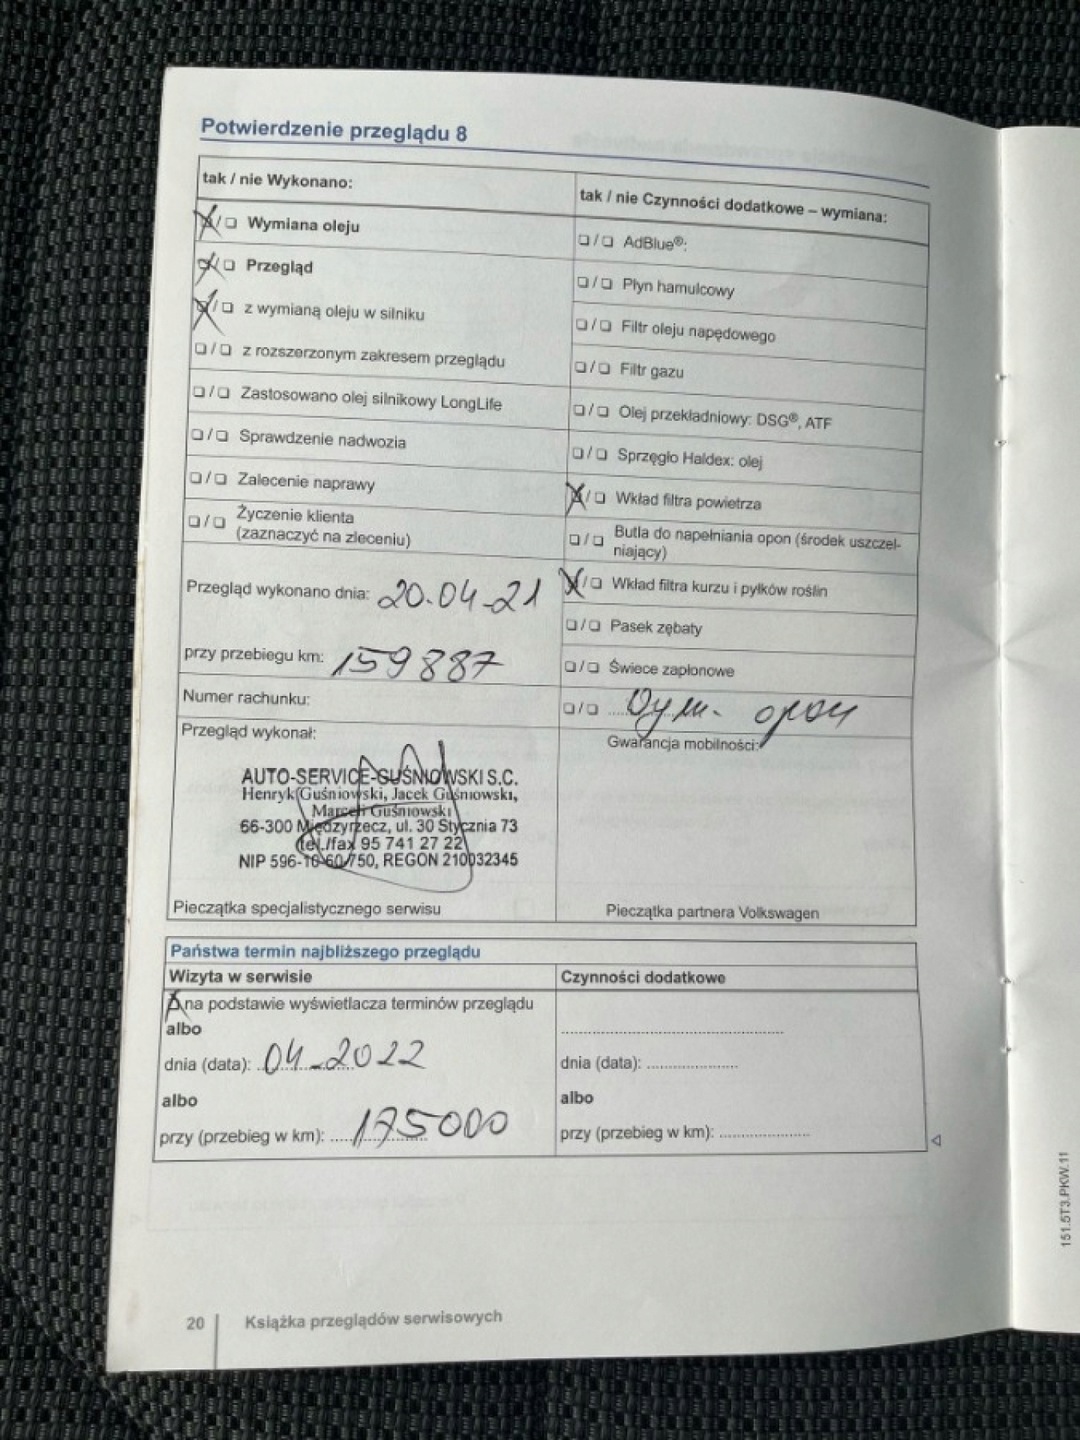 Potwierdzenie przeglądu 8
tak / nie Wykonano:
❑/❑ Wymiana oleju
❑/❑ Przegląd
❑/❑ z wymianą oleju w silniku
❑/❑ z rozszerzonym zakresem przeglądu
❑/❑ Zastosowano olej silnikowy LongLife
❑/❑ Sprawdzenie nadwozia
❑/❑ Zalecenie naprawy
❑/❑ Życzenie klienta
(zaznaczyć na zleceniu)
Przegląd wykonano dnia: 20.04-21
przy przebiegu km: 159887
Numer rachunku:
Przegląd wykonał:
AUTO-SERVICE-GUŚNIOWSKI S.C.
Henryk Guśniowski, Jacek Guśniowski,
Marceli Guśniowski
66-300 Międzyrzecz, ul. 30 Stycznia 73
tel./fax 95 741 27 22
NIP 596-10-60-750, REGON 210032345
Pieczątka specjalistycznego serwisu
tak / nie Czynności dodatkowe – wymiana:
❑/❑ AdBlue®:
❑/❑ Płyn hamulcowy
❑/❑ Filtr oleju napędowego
❑/❑ Filtr gazu
❑/❑ Olej przekładniowy: DSG®, ATF
❑/❑ Sprzęgło Haldex: olej
❑/❑ Wkład filtra powietrza
❑/❑ Butla do napełniania opon (środek uszczel-
niający)
❑/❑ Wkład filtra kurzu i pyłków roślin
❑/❑ Pasek zębaty
❑/❑ Świece zapłonowe
❑/❑ Wym. opon
Gwarancja mobilności:
Pieczątka partnera Volkswagen
Państwa termin najbliższego przeglądu
Wizyta w serwisie
❑ na podstawie wyświetlacza terminów przeglądu
albo
dnia (data): 04-2022
albo
przy (przebieg w km): 175000
Czynności dodatkowe
dnia (data):
albo
przy (przebieg w km):
151.5T3.PKW.11
20 Książka przeglądów serwisowych